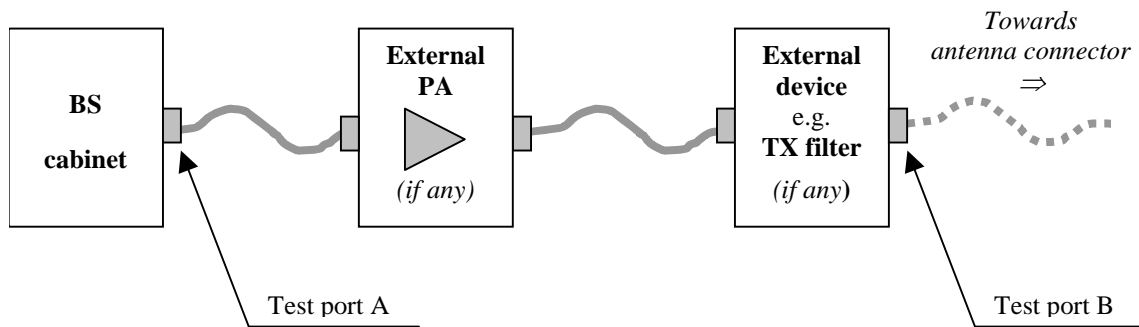 BS
cabinet
External
PA
(if any)
External
device
e.g.
TX filter
(if any)
Towards
antenna connector
⇒
Test port A
Test port B